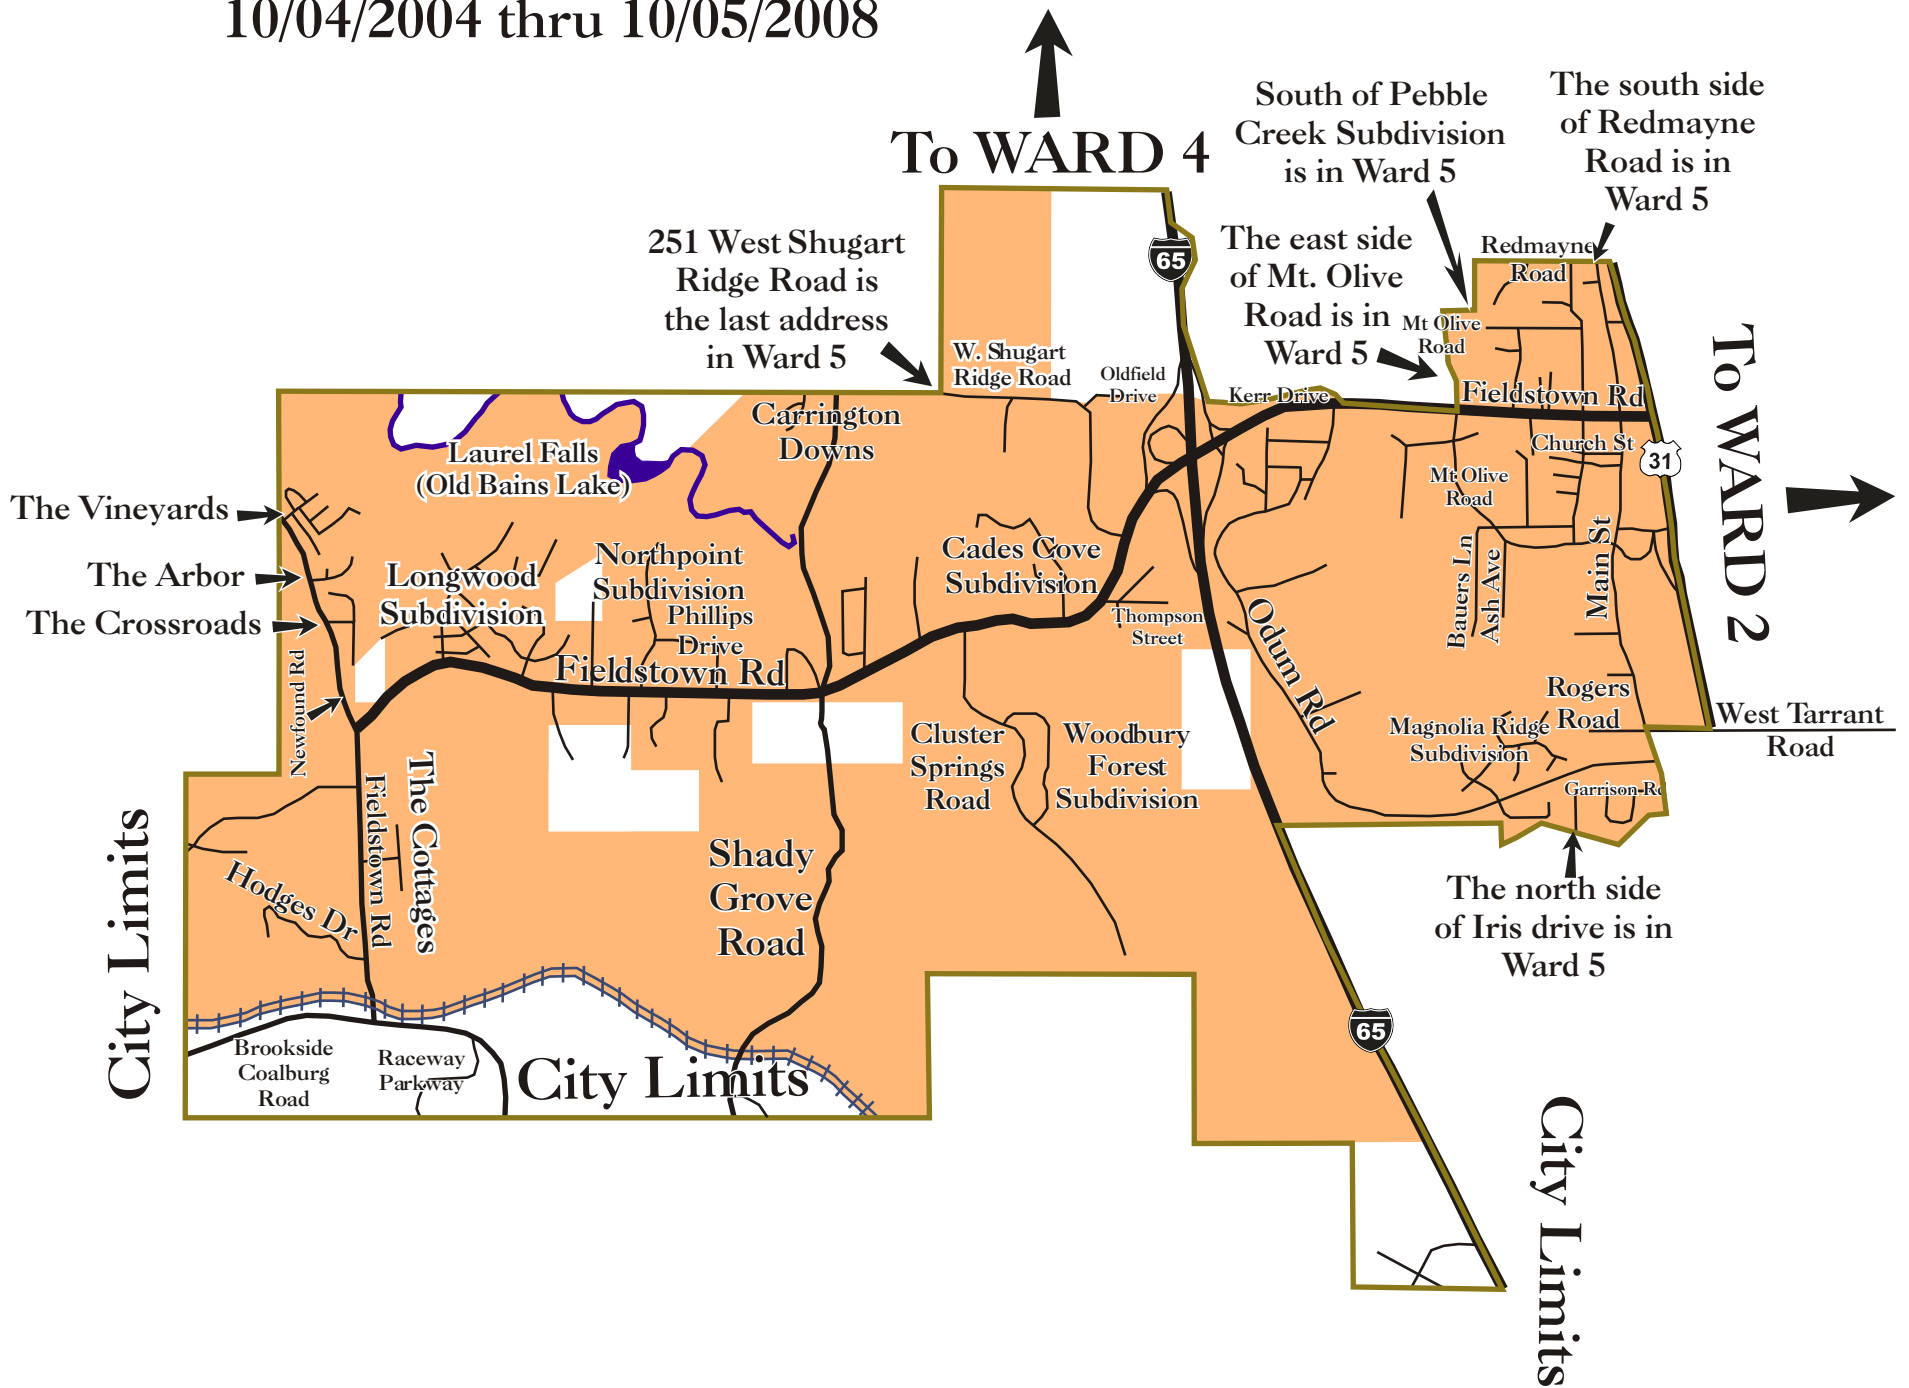 10/04/2004 thru 10/05/2008
To WARD 4
South of Pebble
Creek Subdivision
is in Ward 5
The south side
of Redmayne
Road is in
Ward 5
251 West Shugart
Ridge Road is
the last address
in Ward 5
The east side
of Mt. Olive
Road is in
Ward 5
65
Redmayne
Road
Mt Olive
Road
W. Shugart
Ridge Road
Oldfield
Drive
Kerr Drive
Fieldstown Rd
To WARD 2
Carrington
Downs
Church St
31
Laurel Falls
(Old Bains Lake)
Mt Olive
Road
The Vineyards
The Arbor
The Crossroads
Longwood
Subdivision
Northpoint
Subdivision
Phillips
Drive
Cades Cove
Subdivision
Thompson
Street
Bauers Ln
Ash Ave
Main St
Newfound Rd
Fieldstown Rd
Odum Rd
Rogers
Road
Magnolia Ridge
Subdivision
West Tarrant
Road
Garrison Rd
Cluster
Springs
Road
Woodbury
Forest
Subdivision
The Cottages
Fieldstown Rd
Hodges Dr
Shady
Grove
Road
City Limits
The north side
of Iris drive is in
Ward 5
65
Brookside
Coalburg
Road
Raceway
Parkway
City Limits
City Limits